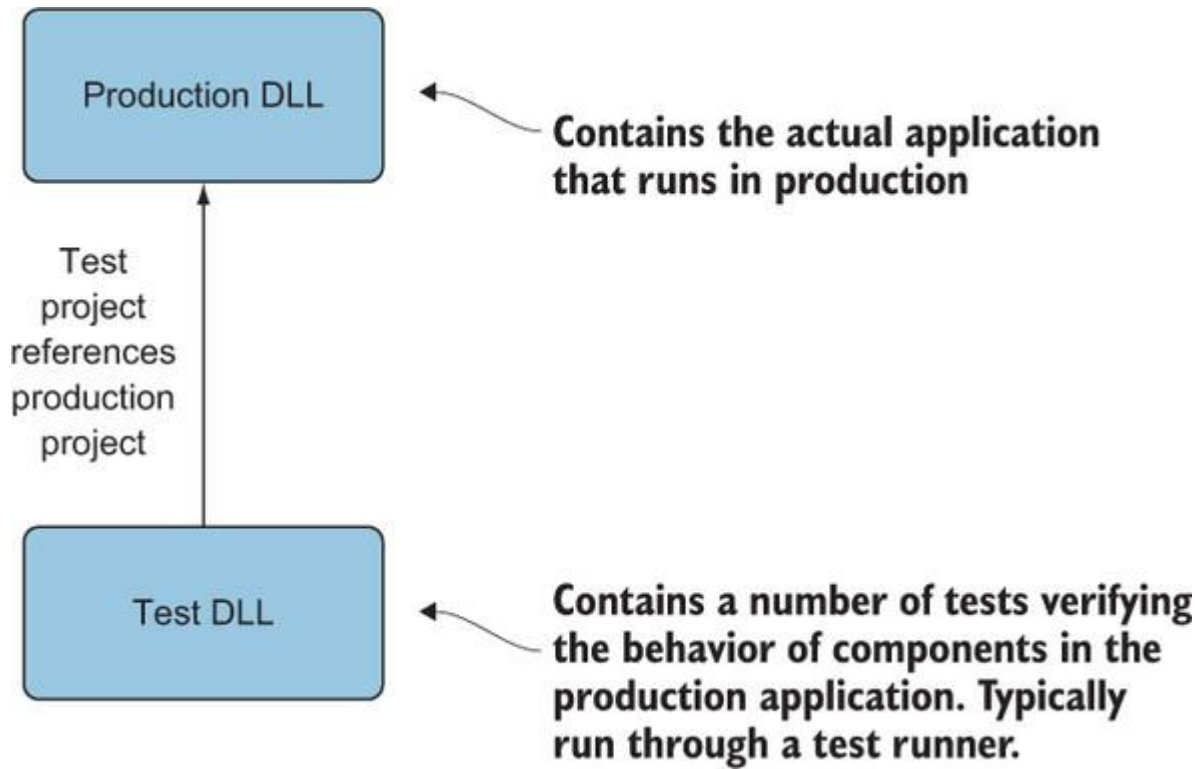 Production DLL
Contains the actual application
that runs in production
Test
project
references
production
project
Test DLL
Contains a number of tests verifying
the behavior of components in the
production application. Typically
run through a test runner.